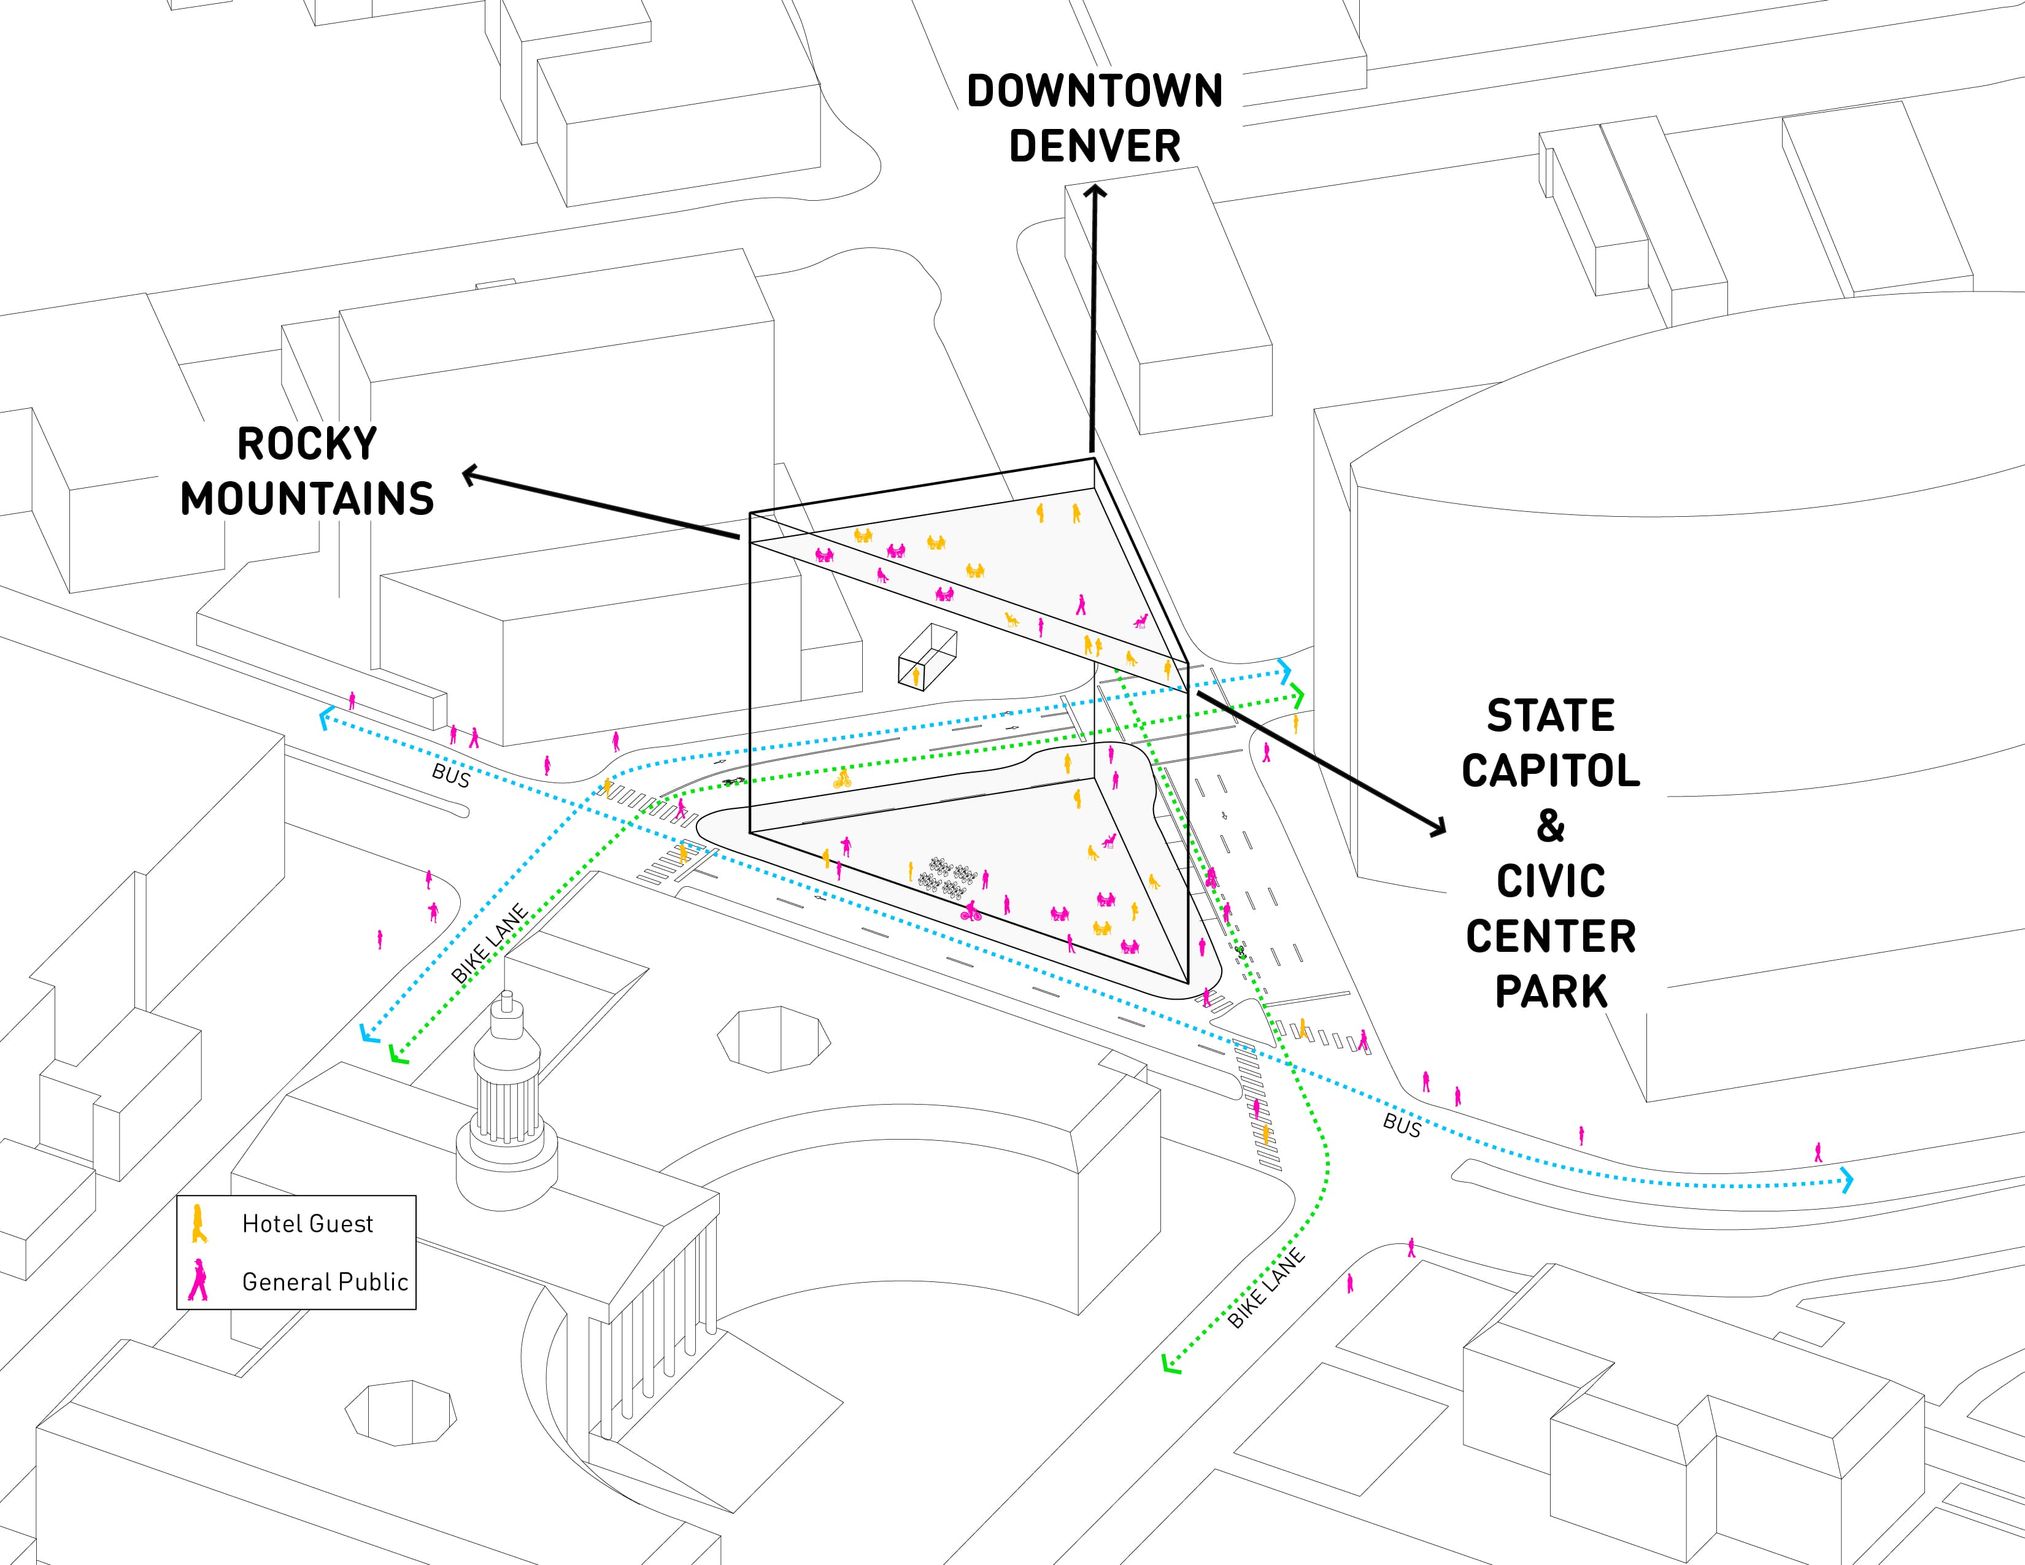 DOWNTOWN
DENVER
ROCKY
MOUNTAINS
STATE
CAPITOL
&
CIVIC
CENTER
PARK
BUS
BIKE LANE
BUS
BIKE LANE
Hotel Guest
General Public